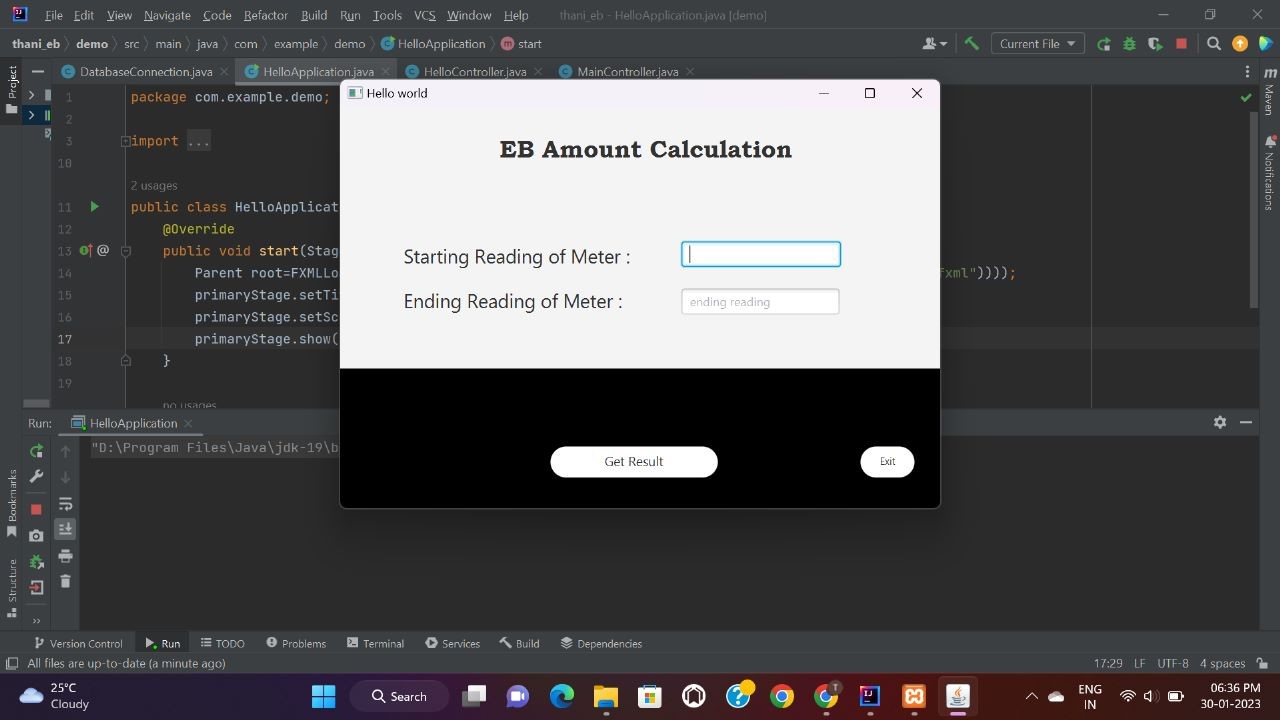 File Edit View Navigate Code Refactor Build Run Tools VCS Window Help thani_eb - HelloApplication.java [demo]
thani_eb demo src main java com example demo HelloApplication start Current File
Project DatabaseConnection.java HelloApplication.java HelloController.java MainController.java Maven
1 package com.example.demo;
2
3 import ...
10
2 usages
11 public class HelloApplicat
12 @Override
13 public void start(Stag
14 Parent root=FXMLLo fxml"))));
15 primaryStage.setTi
16 primaryStage.setSc
17 primaryStage.show(
18 }
19
no usages
Notifications
Hello world
EB Amount Calculation
Starting Reading of Meter :
Ending Reading of Meter : ending reading
Get Result Exit
Run: HelloApplication
"D:\Program Files\Java\jdk-19\b
Bookmarks
Structure
Version Control Run TODO Problems Terminal Services Build Dependencies
All files are up-to-date (a minute ago) 17:29 LF UTF-8 4 spaces
25°C
Cloudy
Search
T
ENG
IN
06:36 PM